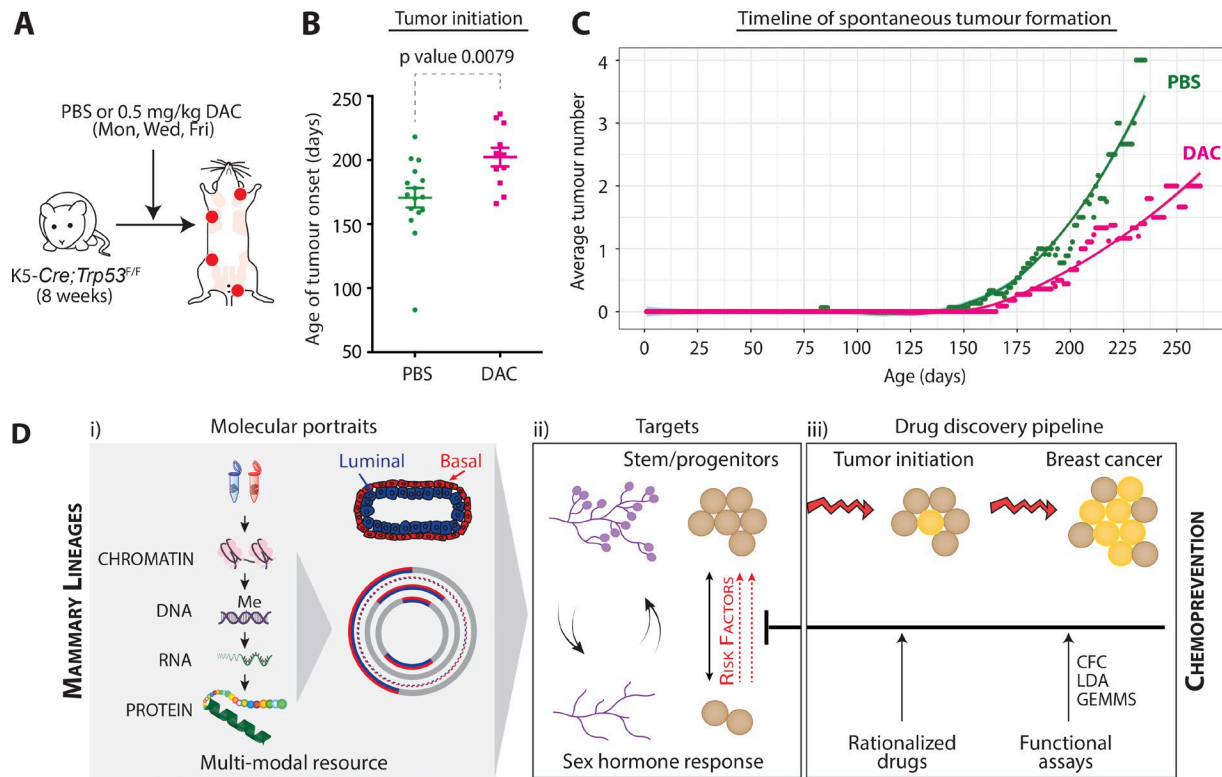 A
PBS or 0.5 mg/kg DAC
(Mon, Wed, Fri)
K5-Cre;Trp53F/F
(8 weeks)
B
Tumor initiation
p value 0.0079
Age of tumour onset (days)
250
200
150
100
50
PBS
DAC
C
Timeline of spontaneous tumour formation
Average tumour number
4
3
2
1
0
PBS
DAC
0
25
50
75
100
125
150
175
200
225
250
Age (days)
D
MAMMARY LINEAGES
i)
Molecular portraits
Luminal
Basal
CHROMATIN
Me
DNA
RNA
PROTEIN
Multi-modal resource
ii)
Targets
Stem/progenitors
RISK FACTORS
Sex hormone response
iii)
Drug discovery pipeline
Tumor initiation
Breast cancer
CFC
LDA
GEMMS
Rationalized
drugs
Functional
assays
CHEMOPREVENTION